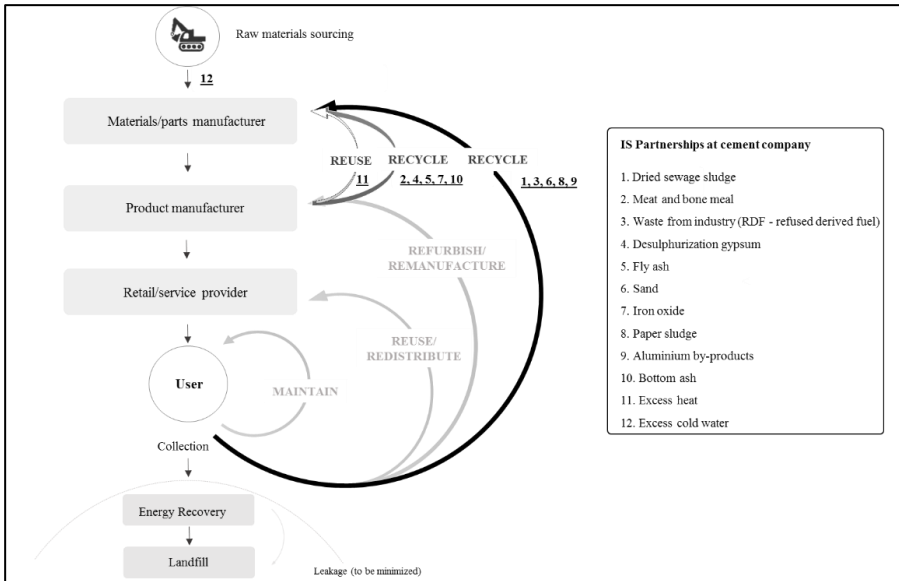 Raw materials sourcing
12
Materials/parts manufacturer
REUSE
11
RECYCLE
2, 4, 5, 7, 10
RECYCLE
1, 3, 6, 8, 9
Product manufacturer
REFURBISH/
REMANUFACTURE
Retail/service provider
REUSE/
REDISTRIBUTE
User
MAINTAIN
Collection
Energy Recovery
Landfill
Leakage (to be minimized)
IS Partnerships at cement company
1. Dried sewage sludge
2. Meat and bone meal
3. Waste from industry (RDF - refused derived fuel)
4. Desulphurization gypsum
5. Fly ash
6. Sand
7. Iron oxide
8. Paper sludge
9. Aluminium by-products
10. Bottom ash
11. Excess heat
12. Excess cold water